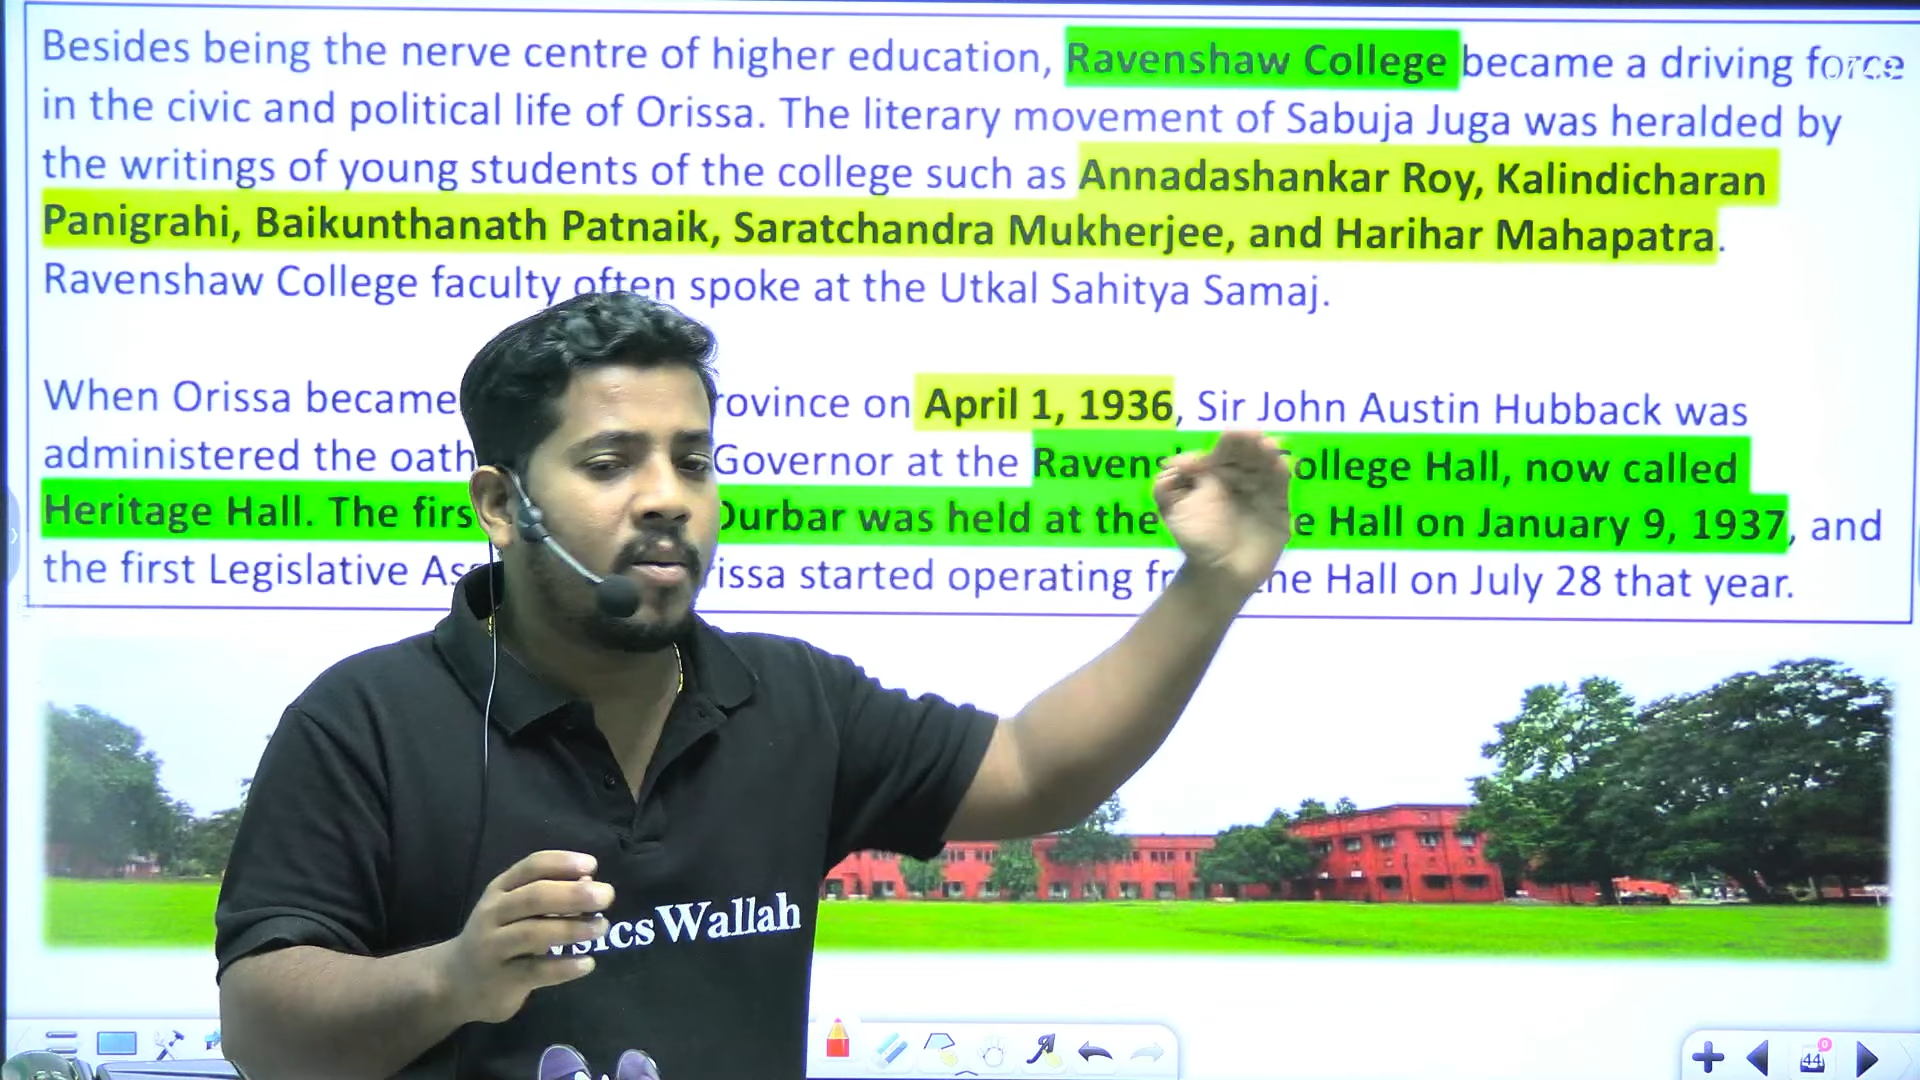 Besides being the nerve centre of higher education, Ravenshaw College became a driving force
in the civic and political life of Orissa. The literary movement of Sabuja Juga was heralded by
the writings of young students of the college such as Annadashankar Roy, Kalindicharan
Panigrahi, Baikunthanath Patnaik, Saratchandra Mukherjee, and Harihar Mahapatra.
Ravenshaw College faculty often spoke at the Utkal Sahitya Samaj.
When Orissa became rovince on April 1, 1936, Sir John Austin Hubback was
administered the oath Governor at the Ravens ollege Hall, now called
Heritage Hall. The firs Durbar was held at the e Hall on January 9, 1937, and
the first Legislative Ass rissa started operating fr he Hall on July 28 that year.
ysicsWallah
44
0